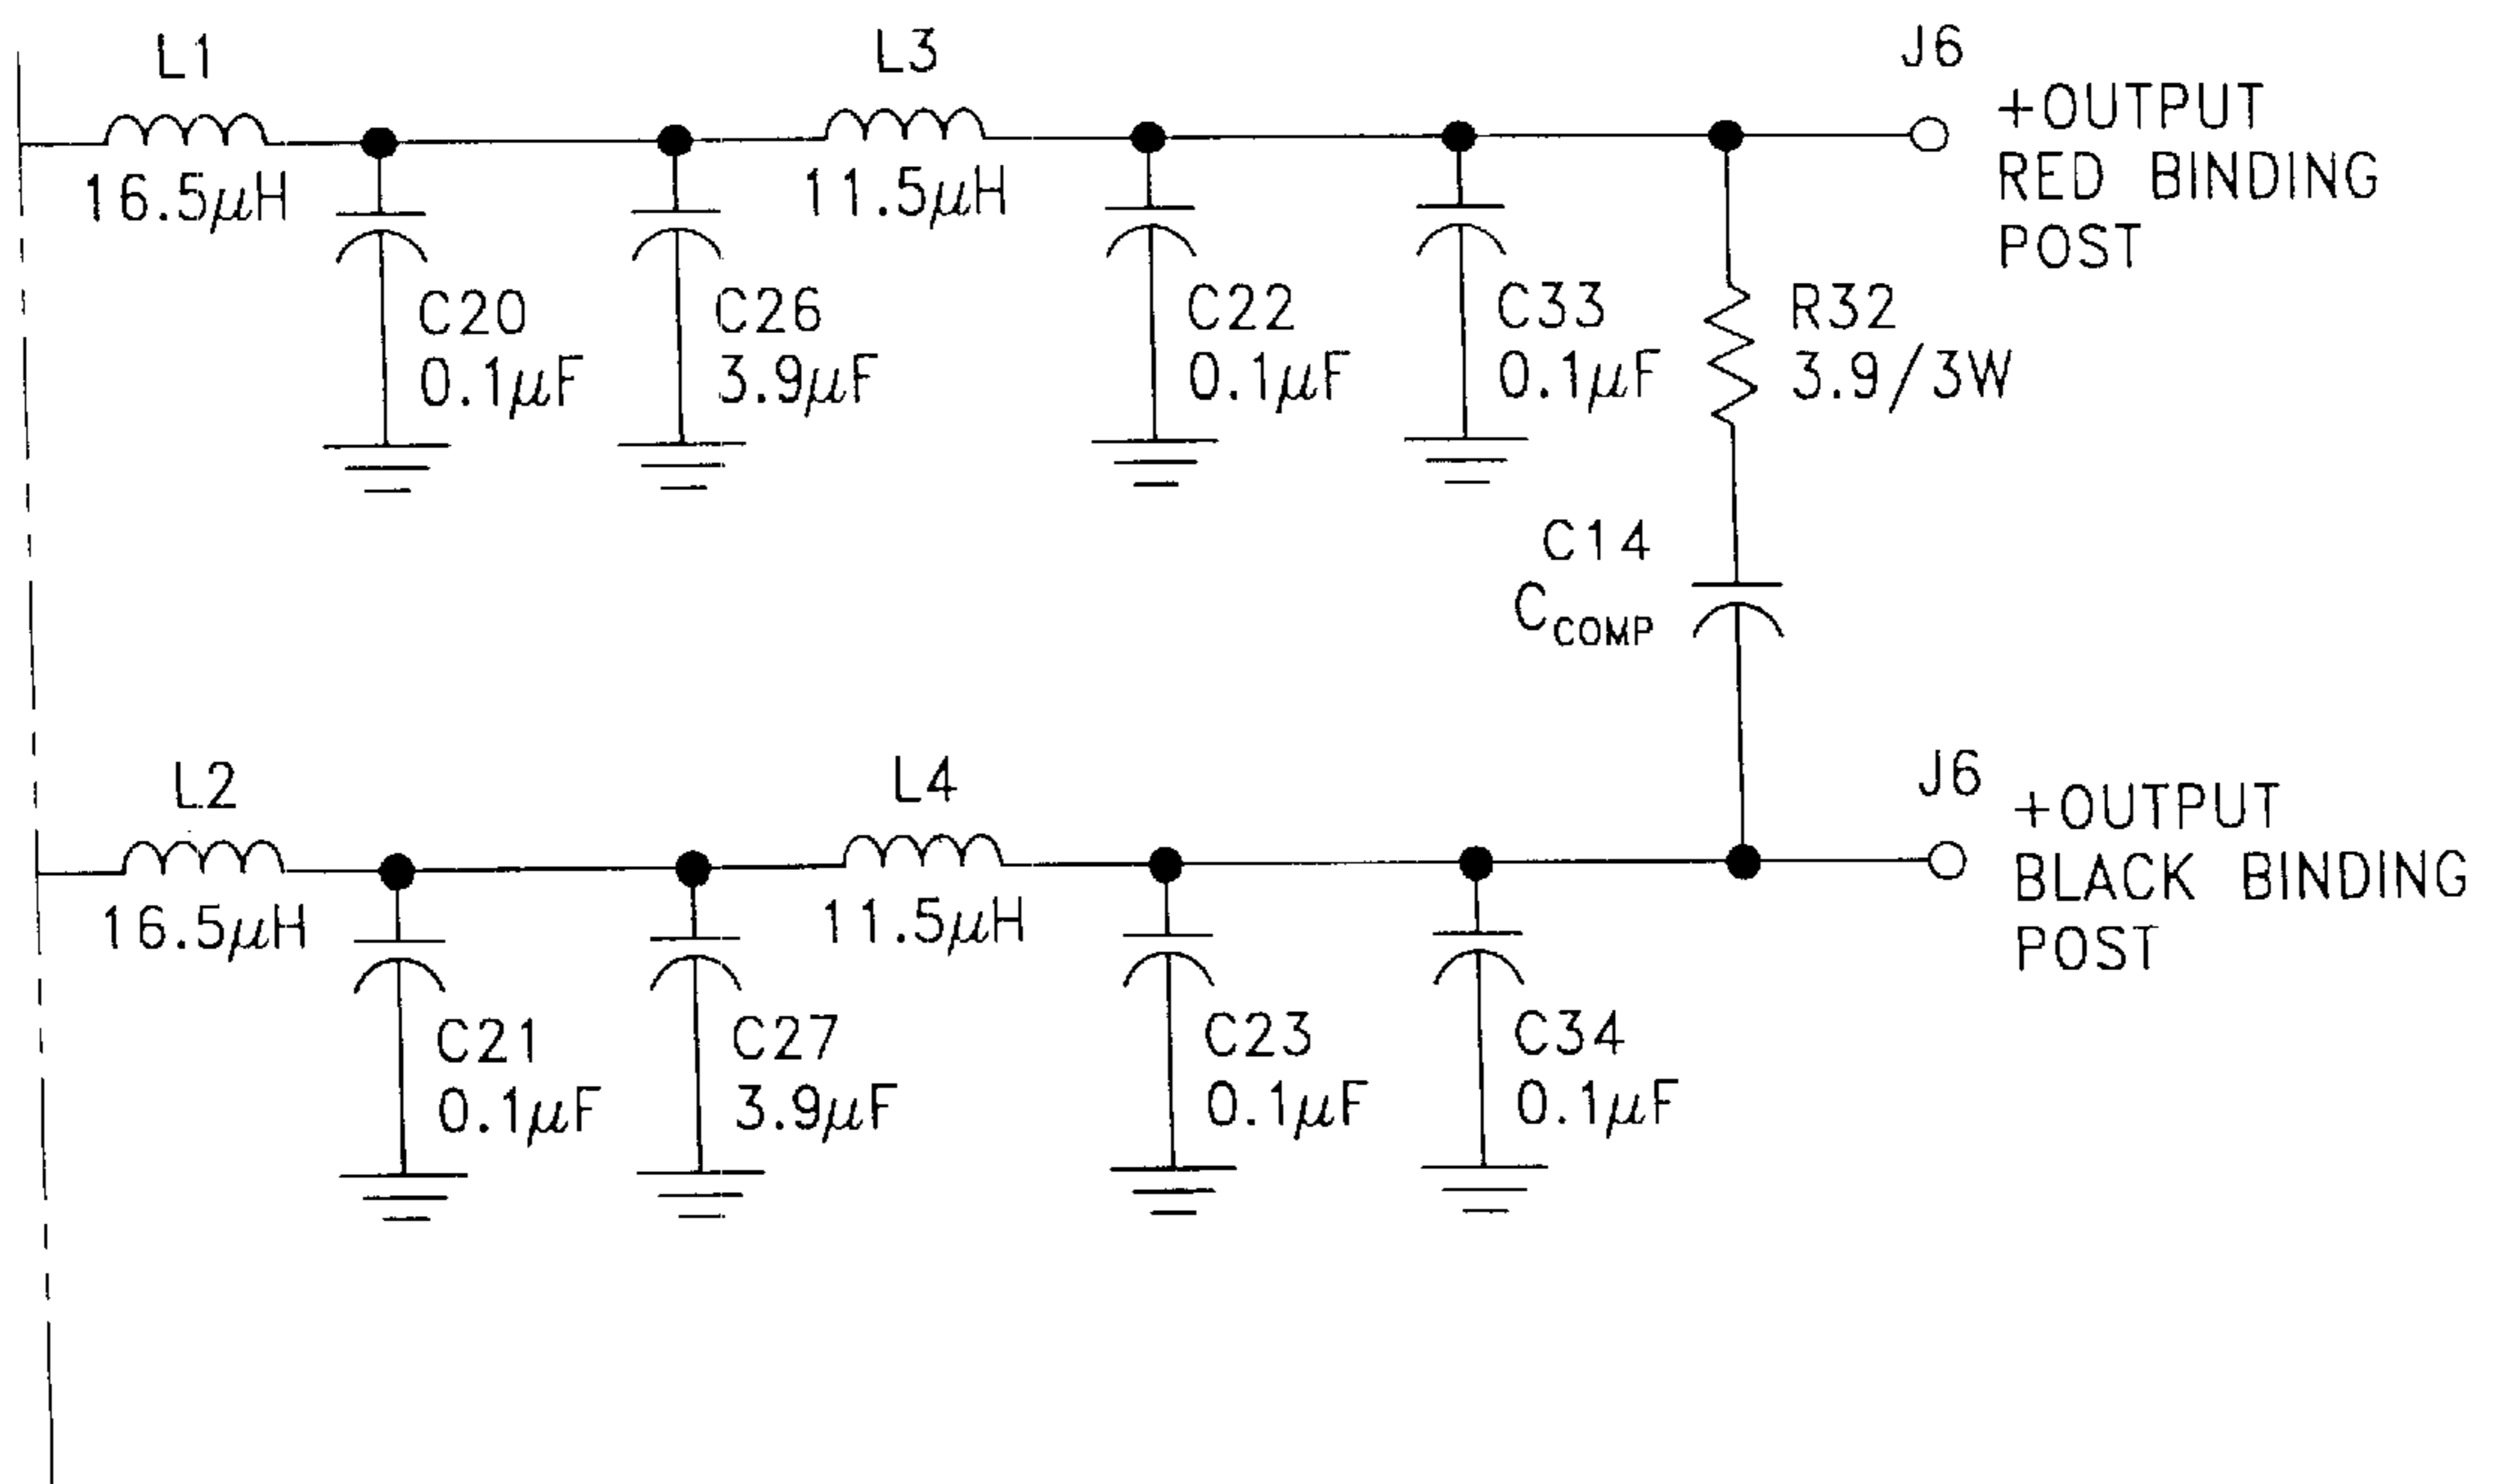 L1
16.5μH
C20
0.1μF
C26
3.9μF
L3
11.5μH
C22
0.1μF
C33
0.1μF
J6
+OUTPUT
RED BINDING
POST
R32
3.9/3W
C14
CCOMP
L2
16.5μH
C21
0.1μF
C27
3.9μF
L4
11.5μH
C23
0.1μF
C34
0.1μF
J6
+OUTPUT
BLACK BINDING
POST